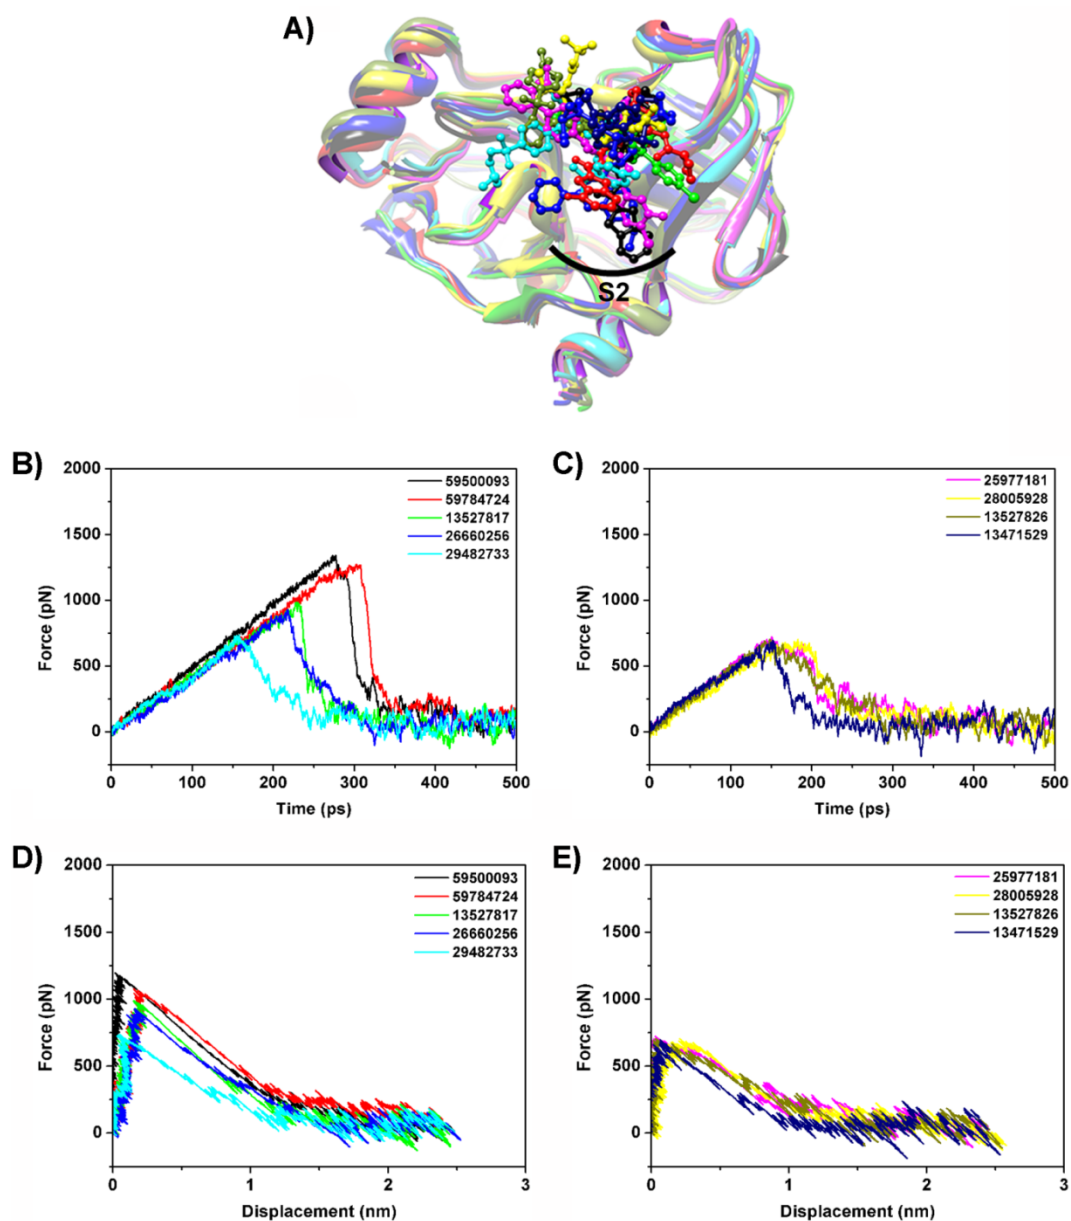 A)
S2
B)
2000
1500
1000
500
0
Force (pN)
0 100 200 300 400 500
Time (ps)
59500093
59784724
13527817
26660256
29482733
C)
2000
1500
1000
500
0
Force (pN)
0 100 200 300 400 500
Time (ps)
25977181
28005928
13527826
13471529
D)
2000
1500
1000
500
0
Force (pN)
0 1 2 3
Displacement (nm)
59500093
59784724
13527817
26660256
29482733
E)
2000
1500
1000
500
0
Force (pN)
0 1 2 3
Displacement (nm)
25977181
28005928
13527826
13471529